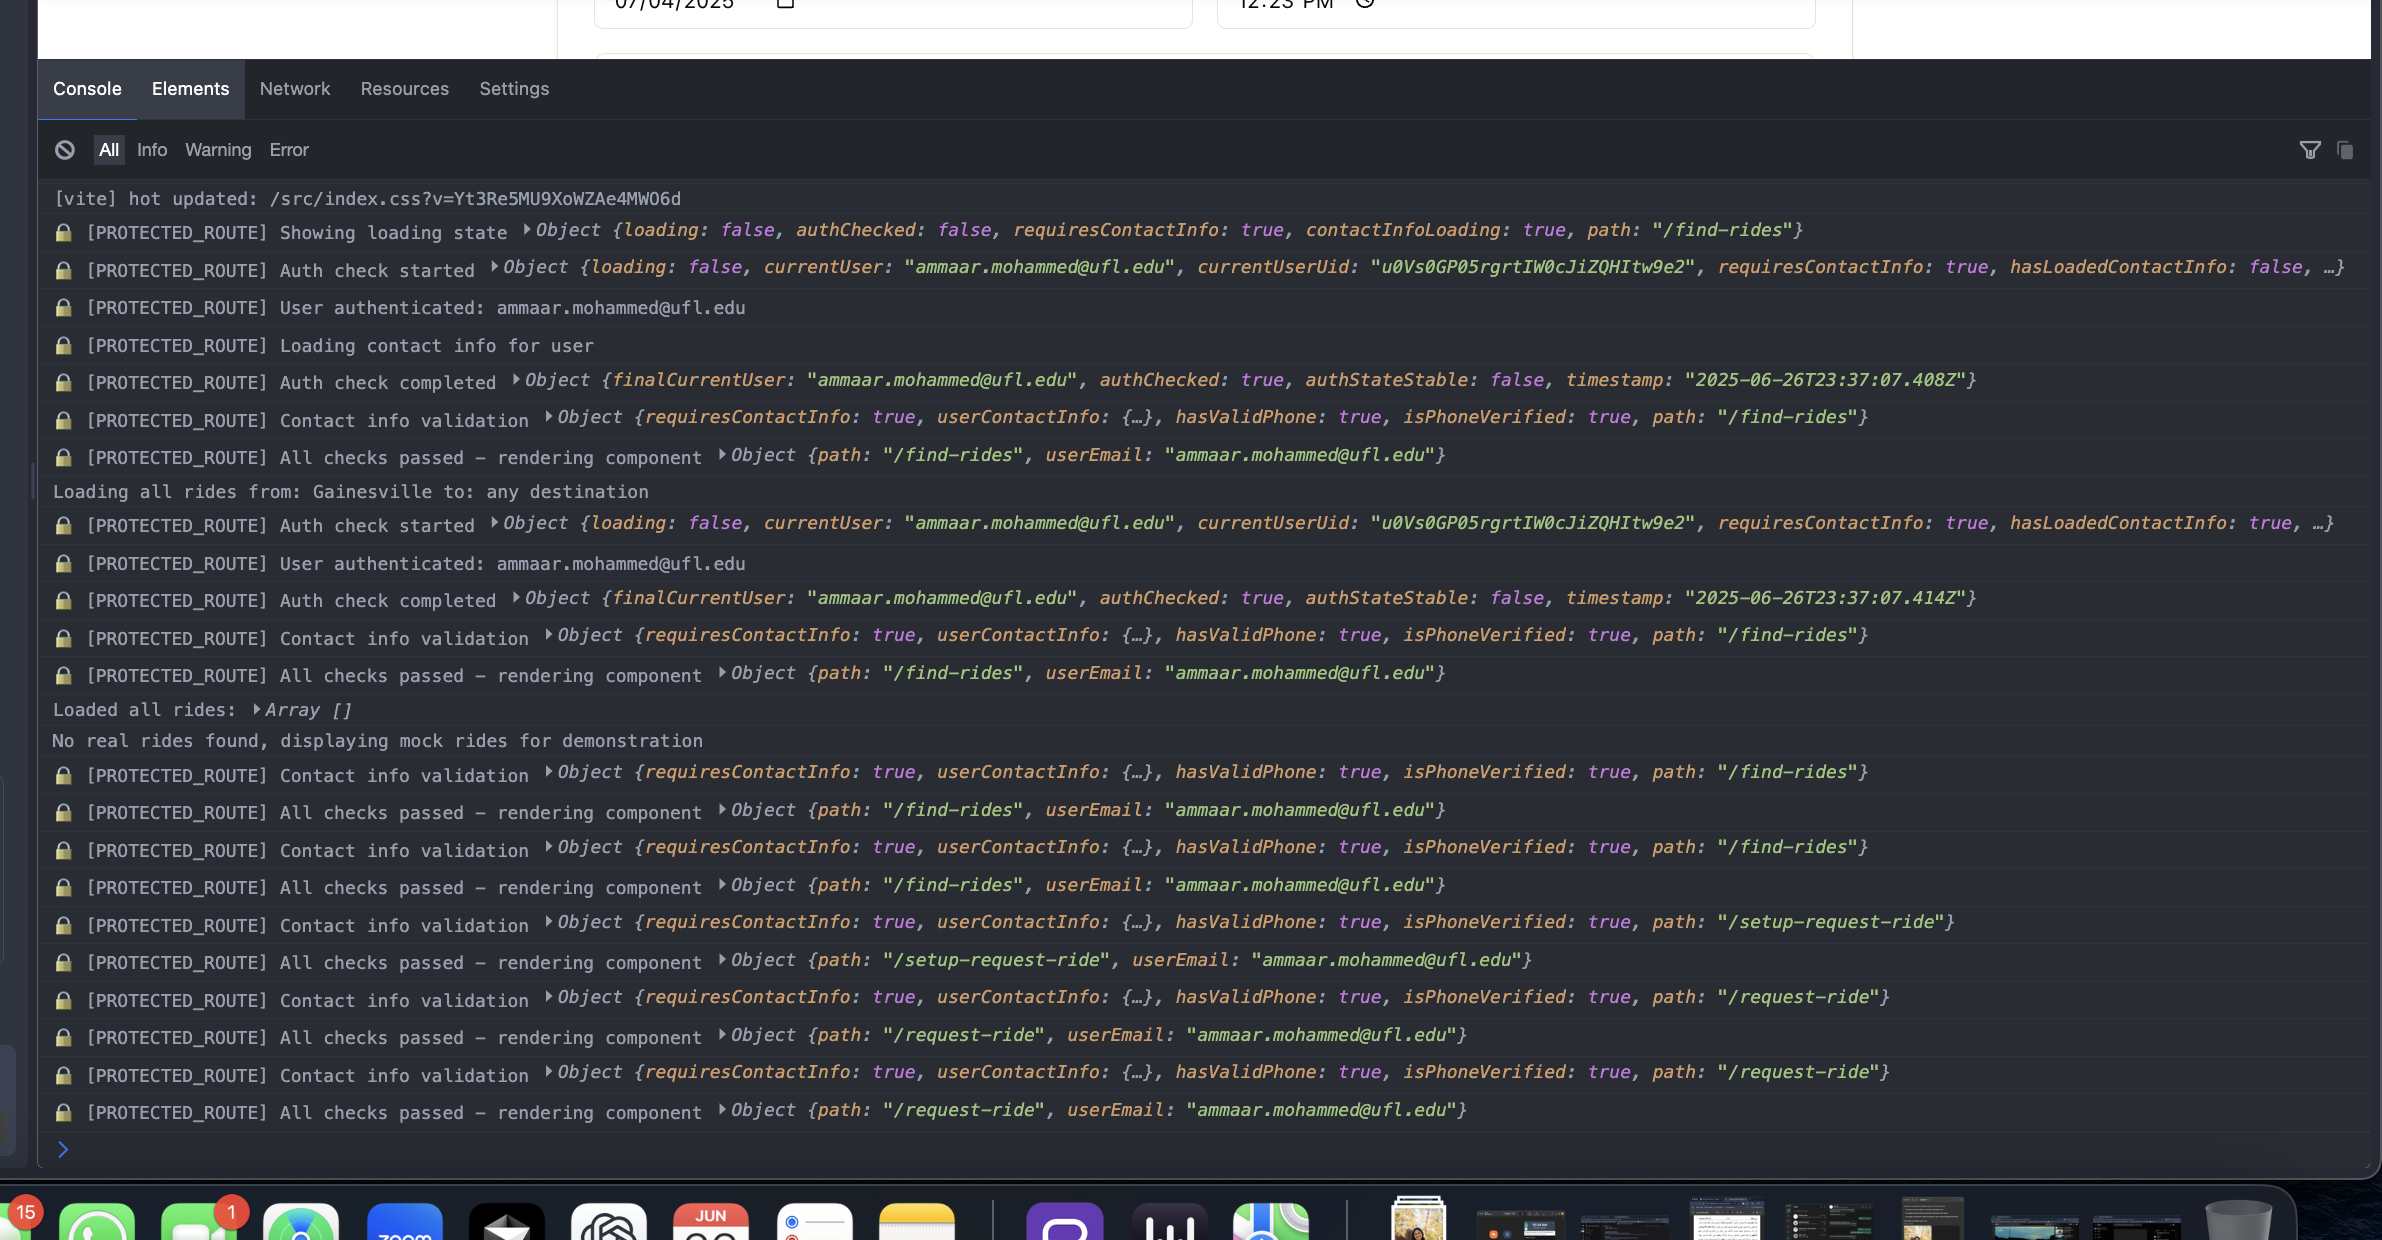 07/04/2025 12:23 PM
Console Elements Network Resources Settings
All Info Warning Error
[vite] hot updated: /src/index.css?v=Yt3Re5MU9XoWZAe4MWO6d
[PROTECTED_ROUTE] Showing loading state Object {loading: false, authChecked: false, requiresContactInfo: true, contactInfoLoading: true, path: "/find-rides"}
[PROTECTED_ROUTE] Auth check started Object {loading: false, currentUser: "ammaar.mohammed@ufl.edu", currentUserUid: "u0Vs0GP05rgrtIW0cJiZQHItw9e2", requiresContactInfo: true, hasLoadedContactInfo: false, …}
[PROTECTED_ROUTE] User authenticated: ammaar.mohammed@ufl.edu
[PROTECTED_ROUTE] Loading contact info for user
[PROTECTED_ROUTE] Auth check completed Object {finalCurrentUser: "ammaar.mohammed@ufl.edu", authChecked: true, authStateStable: false, timestamp: "2025-06-26T23:37:07.408Z"}
[PROTECTED_ROUTE] Contact info validation Object {requiresContactInfo: true, userContactInfo: {…}, hasValidPhone: true, isPhoneVerified: true, path: "/find-rides"}
[PROTECTED_ROUTE] All checks passed – rendering component Object {path: "/find-rides", userEmail: "ammaar.mohammed@ufl.edu"}
Loading all rides from: Gainesville to: any destination
[PROTECTED_ROUTE] Auth check started Object {loading: false, currentUser: "ammaar.mohammed@ufl.edu", currentUserUid: "u0Vs0GP05rgrtIW0cJiZQHItw9e2", requiresContactInfo: true, hasLoadedContactInfo: true, …}
[PROTECTED_ROUTE] User authenticated: ammaar.mohammed@ufl.edu
[PROTECTED_ROUTE] Auth check completed Object {finalCurrentUser: "ammaar.mohammed@ufl.edu", authChecked: true, authStateStable: false, timestamp: "2025-06-26T23:37:07.414Z"}
[PROTECTED_ROUTE] Contact info validation Object {requiresContactInfo: true, userContactInfo: {…}, hasValidPhone: true, isPhoneVerified: true, path: "/find-rides"}
[PROTECTED_ROUTE] All checks passed – rendering component Object {path: "/find-rides", userEmail: "ammaar.mohammed@ufl.edu"}
Loaded all rides: Array []
No real rides found, displaying mock rides for demonstration
[PROTECTED_ROUTE] Contact info validation Object {requiresContactInfo: true, userContactInfo: {…}, hasValidPhone: true, isPhoneVerified: true, path: "/find-rides"}
[PROTECTED_ROUTE] All checks passed – rendering component Object {path: "/find-rides", userEmail: "ammaar.mohammed@ufl.edu"}
[PROTECTED_ROUTE] Contact info validation Object {requiresContactInfo: true, userContactInfo: {…}, hasValidPhone: true, isPhoneVerified: true, path: "/find-rides"}
[PROTECTED_ROUTE] All checks passed – rendering component Object {path: "/find-rides", userEmail: "ammaar.mohammed@ufl.edu"}
[PROTECTED_ROUTE] Contact info validation Object {requiresContactInfo: true, userContactInfo: {…}, hasValidPhone: true, isPhoneVerified: true, path: "/setup-request-ride"}
[PROTECTED_ROUTE] All checks passed – rendering component Object {path: "/setup-request-ride", userEmail: "ammaar.mohammed@ufl.edu"}
[PROTECTED_ROUTE] Contact info validation Object {requiresContactInfo: true, userContactInfo: {…}, hasValidPhone: true, isPhoneVerified: true, path: "/request-ride"}
[PROTECTED_ROUTE] All checks passed – rendering component Object {path: "/request-ride", userEmail: "ammaar.mohammed@ufl.edu"}
[PROTECTED_ROUTE] Contact info validation Object {requiresContactInfo: true, userContactInfo: {…}, hasValidPhone: true, isPhoneVerified: true, path: "/request-ride"}
[PROTECTED_ROUTE] All checks passed – rendering component Object {path: "/request-ride", userEmail: "ammaar.mohammed@ufl.edu"}
15 1 zoom JUN